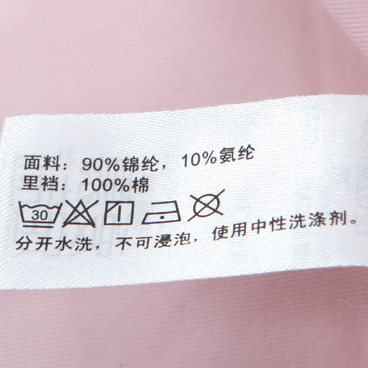 面料：90%锦纶，10%氨纶
里裆：100%棉
30
分开水洗，不可浸泡，使用中性洗涤剂。